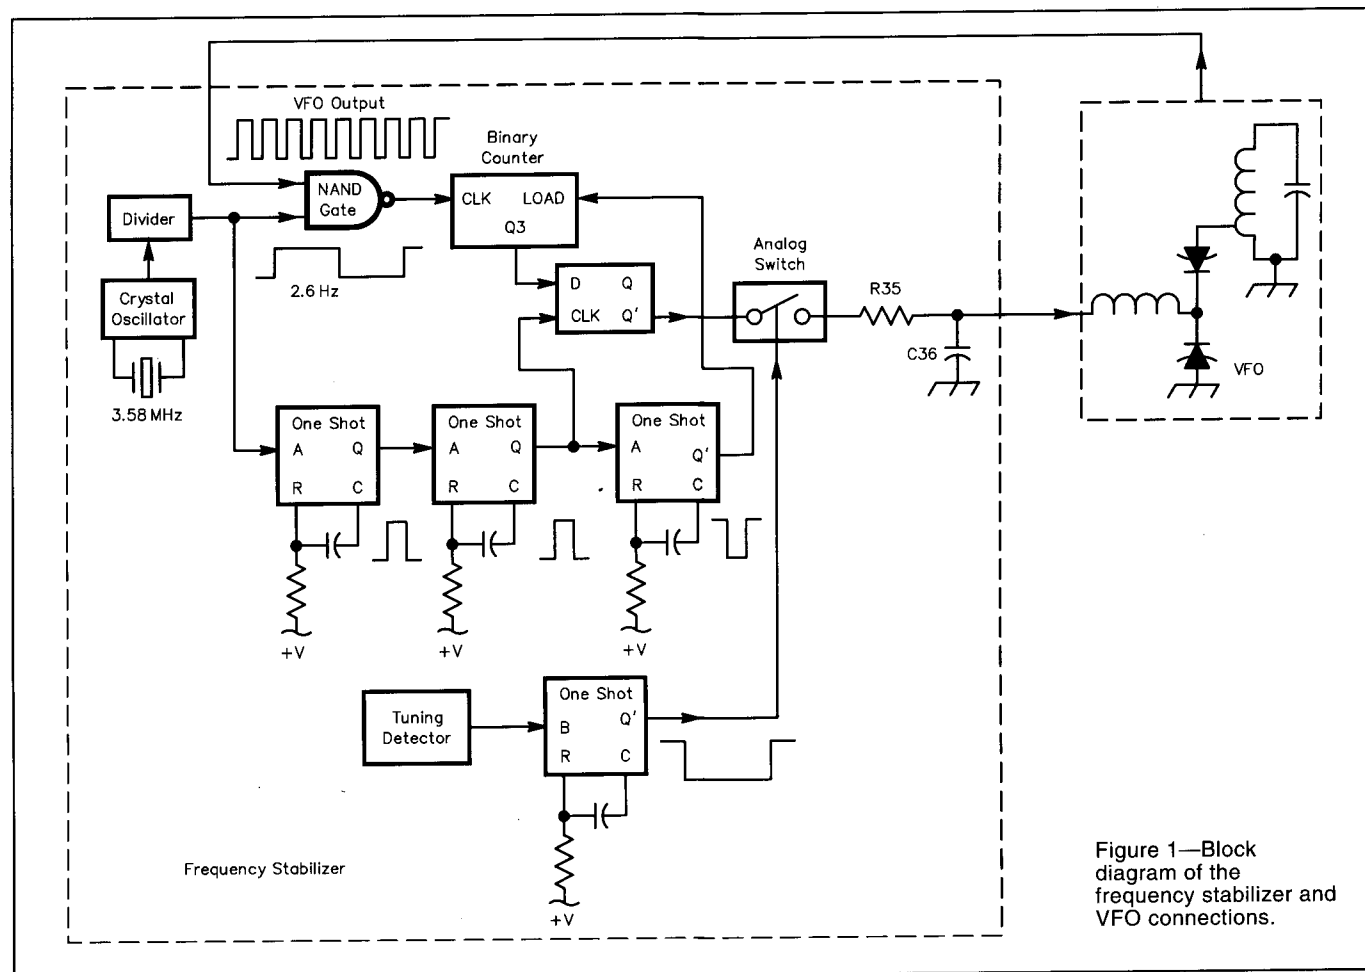 VFO Output
Binary
Counter
NAND
Gate
CLK LOAD
Q3
Divider
Analog
Switch
2.6 Hz
D Q
CLK Q'
R35
Crystal
Oscillator
C36
VFO
3.58 MHz
One Shot
A Q
R C
One Shot
A Q
R C
One Shot
A Q'
R C
+V
+V
+V
One Shot
Tuning
Detector
B Q'
R C
Frequency Stabilizer
+V
Figure 1—Block
diagram of the
frequency stabilizer and
VFO connections.